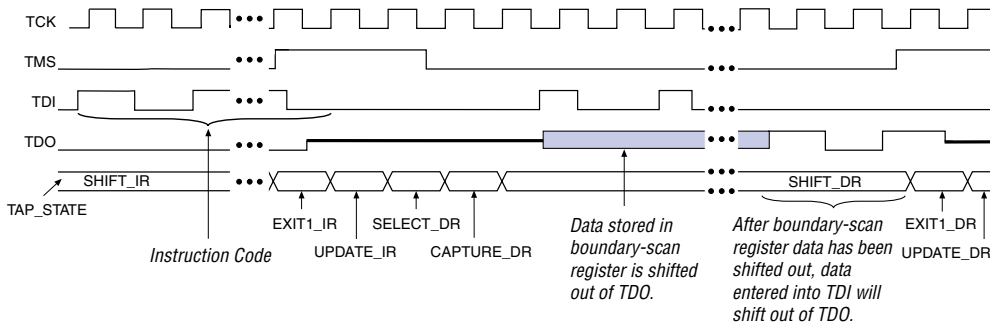 TCK
TMS
TDI
TDO
SHIFT_IR
SHIFT_DR
TAP_STATE
EXIT1_IR
SELECT_DR
UPDATE_IR
CAPTURE_DR
Instruction Code
Data stored in
boundary-scan
register is shifted
out of TDO.
After boundary-scan
register data has been
shifted out, data
entered into TDI will
shift out of TDO.
EXIT1_DR
UPDATE_DR